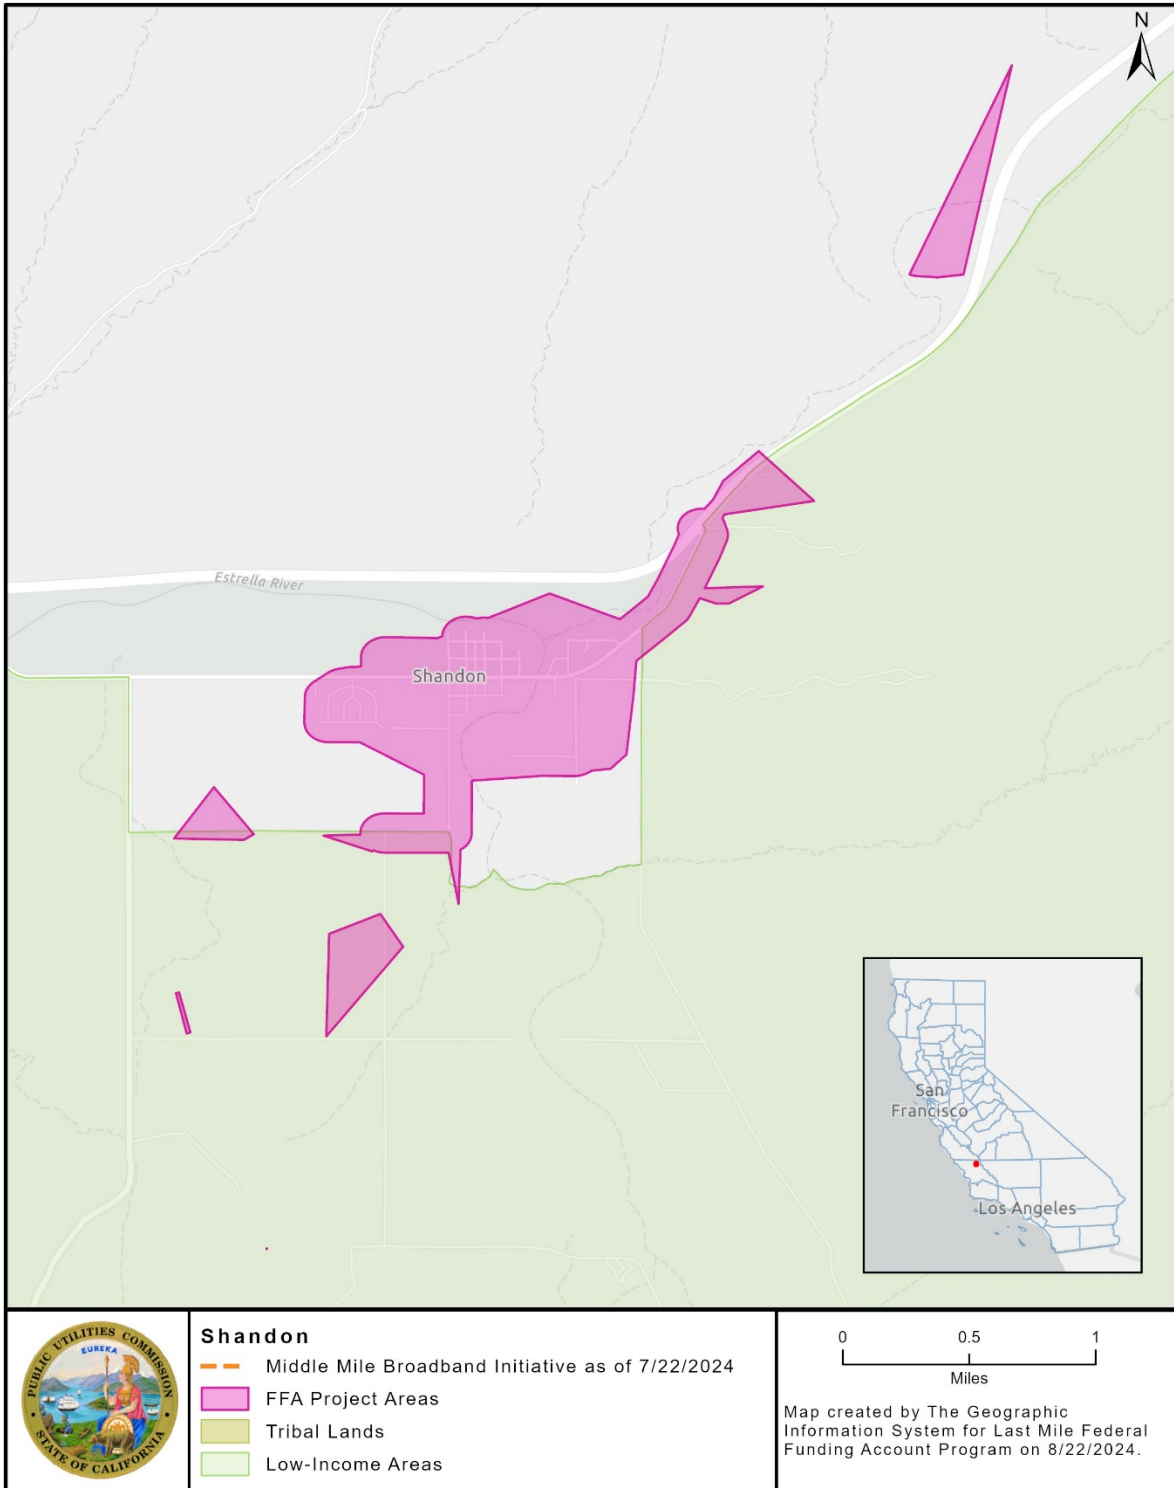 N
Estrella River
Shandon
San
Francisco
Los Angeles
PUBLIC UTILITIES COMMISSION
EUREKA
STATE OF CALIFORNIA
Shandon
Middle Mile Broadband Initiative as of 7/22/2024
FFA Project Areas
Tribal Lands
Low-Income Areas
0 0.5 1
Miles
Map created by The Geographic
Information System for Last Mile Federal
Funding Account Program on 8/22/2024.